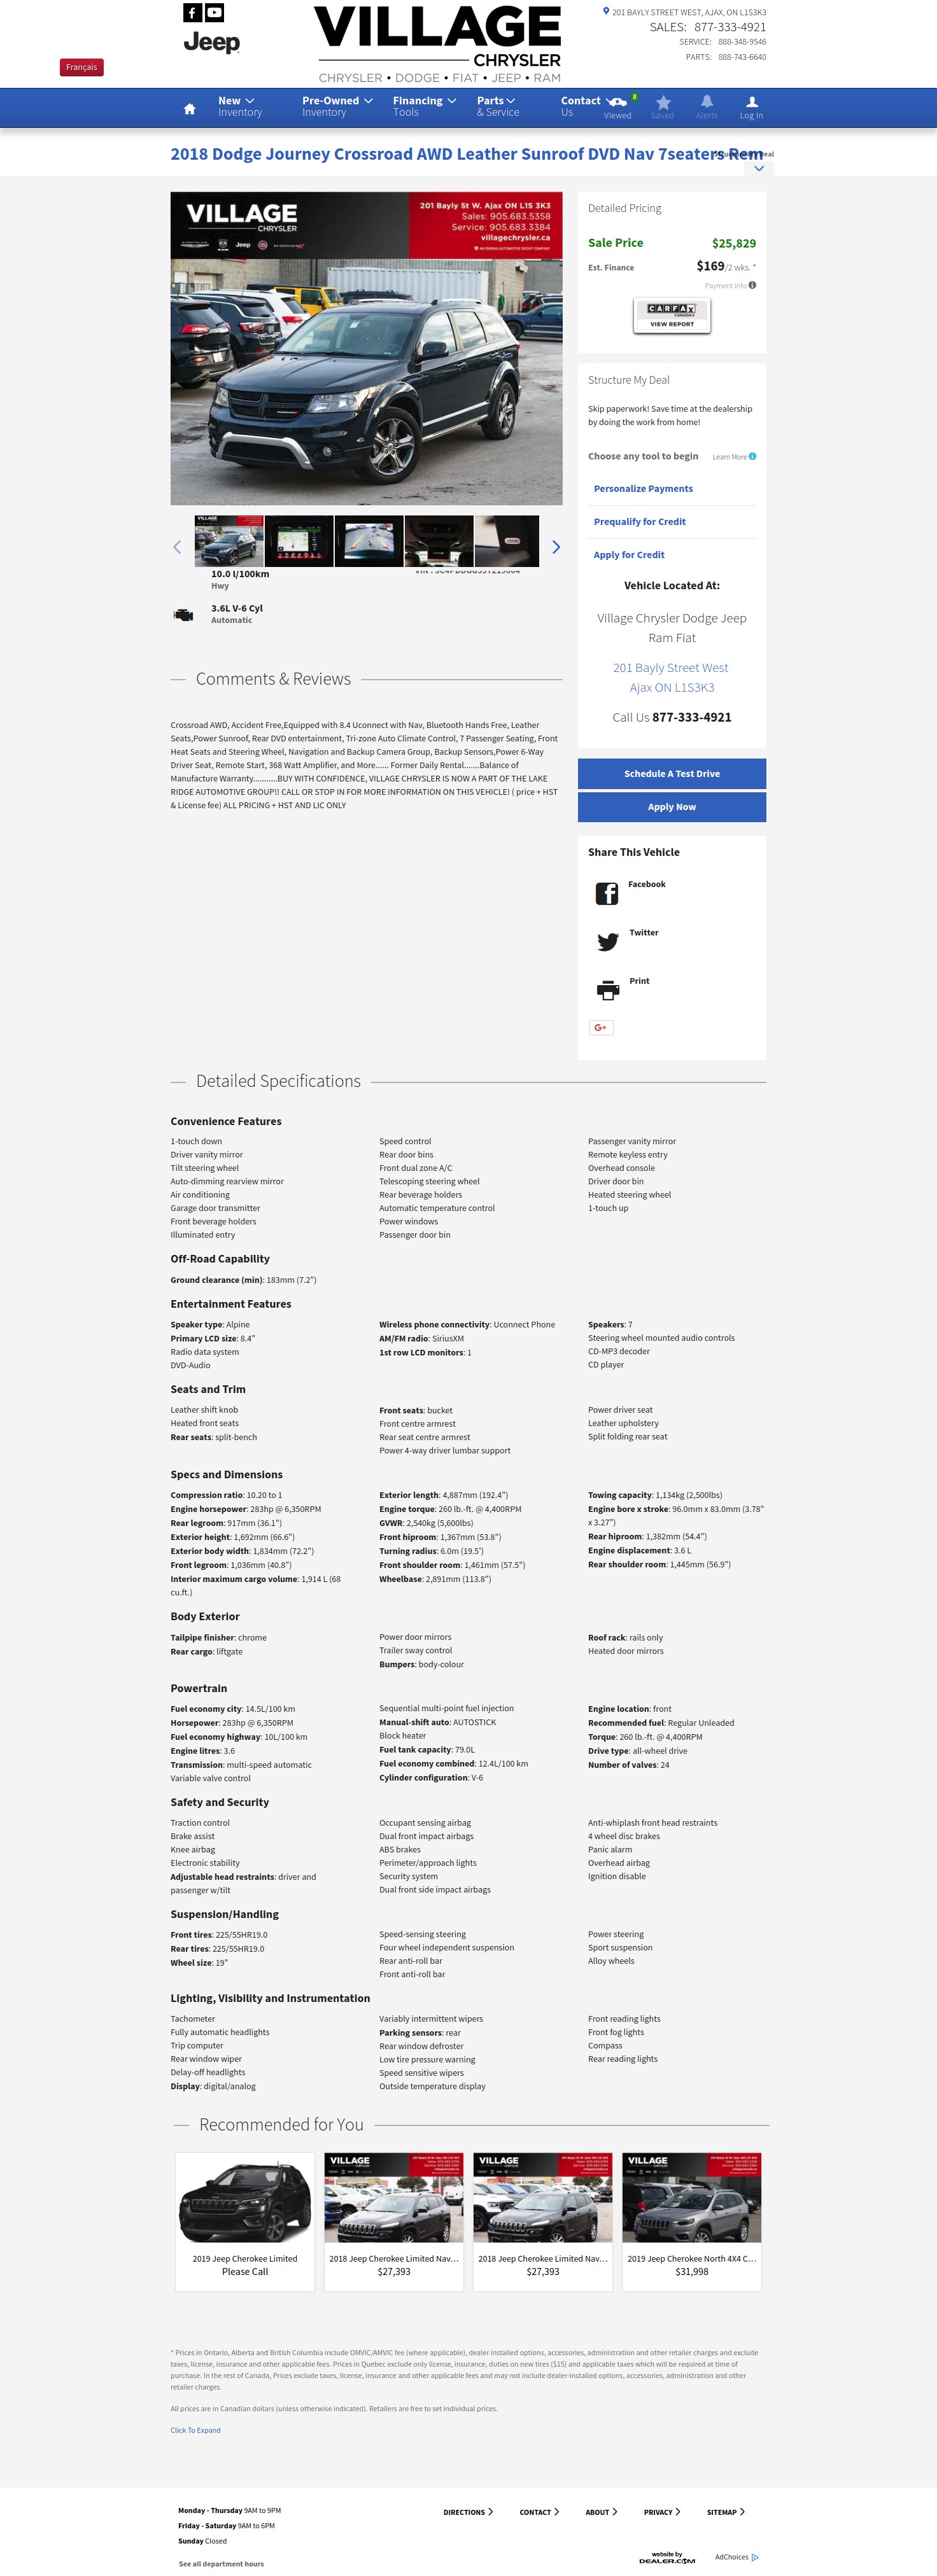 Français
Jeep
VILLAGE
CHRYSLER
CHRYSLER • DODGE • FIAT • JEEP • RAM
201 BAYLY STREET WEST, AJAX, ON L1S3K3
SALES: 877-333-4921
SERVICE: 888-348-9546
PARTS: 888-743-6640
New
Inventory
Pre-Owned
Inventory
Financing
Tools
Parts
& Service
Contact
Us
8
Viewed
Saved
Alerts
Log In
2018 Dodge Journey Crossroad AWD Leather Sunroof DVD Nav 7seaters Rem
VILLAGE
CHRYSLER
201 Bayly St W. Ajax ON L1S 3K3
Sales: 905.683.5358
Service: 905.683.3384
villagechrysler.ca
10.0 l/100km
Hwy
3.6L V-6 Cyl
Automatic
Detailed Pricing
Sale Price $25,829
Est. Finance $169/2 wks. *
Payment Info
CARFAX
CANADA
VIEW REPORT
Structure My Deal
Skip paperwork! Save time at the dealership
by doing the work from home!
Choose any tool to begin Learn More
Personalize Payments
Prequalify for Credit
Apply for Credit
Vehicle Located At:
Village Chrysler Dodge Jeep
Ram Fiat
201 Bayly Street West
Ajax ON L1S3K3
Call Us 877-333-4921
Schedule A Test Drive
Apply Now
Share This Vehicle
Facebook
Twitter
Print
G+
Comments & Reviews
Crossroad AWD, Accident Free,Equipped with 8.4 Uconnect with Nav, Bluetooth Hands Free, Leather
Seats,Power Sunroof, Rear DVD entertainment, Tri-zone Auto Climate Control, 7 Passenger Seating, Front
Heat Seats and Steering Wheel, Navigation and Backup Camera Group, Backup Sensors,Power 6-Way
Driver Seat, Remote Start, 368 Watt Amplifier, and More...... Former Daily Rental.......Balance of
Manufacture Warranty...........BUY WITH CONFIDENCE, VILLAGE CHRYSLER IS NOW A PART OF THE LAKE
RIDGE AUTOMOTIVE GROUP!! CALL OR STOP IN FOR MORE INFORMATION ON THIS VEHICLE! ( price + HST
& License fee) ALL PRICING + HST AND LIC ONLY
Detailed Specifications
Convenience Features
1-touch down
Driver vanity mirror
Tilt steering wheel
Auto-dimming rearview mirror
Air conditioning
Garage door transmitter
Front beverage holders
Illuminated entry
Speed control
Rear door bins
Front dual zone A/C
Telescoping steering wheel
Rear beverage holders
Automatic temperature control
Power windows
Passenger door bin
Passenger vanity mirror
Remote keyless entry
Overhead console
Driver door bin
Heated steering wheel
1-touch up
Off-Road Capability
Ground clearance (min): 183mm (7.2")
Entertainment Features
Speaker type: Alpine
Primary LCD size: 8.4"
Radio data system
DVD-Audio
Wireless phone connectivity: Uconnect Phone
AM/FM radio: SiriusXM
1st row LCD monitors: 1
Speakers: 7
Steering wheel mounted audio controls
CD-MP3 decoder
CD player
Seats and Trim
Leather shift knob
Heated front seats
Rear seats: split-bench
Front seats: bucket
Front centre armrest
Rear seat centre armrest
Power 4-way driver lumbar support
Power driver seat
Leather upholstery
Split folding rear seat
Specs and Dimensions
Compression ratio: 10.20 to 1
Engine horsepower: 283hp @ 6,350RPM
Rear legroom: 917mm (36.1")
Exterior height: 1,692mm (66.6")
Exterior body width: 1,834mm (72.2")
Front legroom: 1,036mm (40.8")
Interior maximum cargo volume: 1,914 L (68
cu.ft.)
Exterior length: 4,887mm (192.4")
Engine torque: 260 lb.-ft. @ 4,400RPM
GVWR: 2,540kg (5,600lbs)
Front hiproom: 1,367mm (53.8")
Turning radius: 6.0m (19.5')
Front shoulder room: 1,461mm (57.5")
Wheelbase: 2,891mm (113.8")
Towing capacity: 1,134kg (2,500lbs)
Engine bore x stroke: 96.0mm x 83.0mm (3.78"
x 3.27")
Rear hiproom: 1,382mm (54.4")
Engine displacement: 3.6 L
Rear shoulder room: 1,445mm (56.9")
Body Exterior
Tailpipe finisher: chrome
Rear cargo: liftgate
Power door mirrors
Trailer sway control
Bumpers: body-colour
Roof rack: rails only
Heated door mirrors
Powertrain
Fuel economy city: 14.5L/100 km
Horsepower: 283hp @ 6,350RPM
Fuel economy highway: 10L/100 km
Engine litres: 3.6
Transmission: multi-speed automatic
Variable valve control
Sequential multi-point fuel injection
Manual-shift auto: AUTOSTICK
Block heater
Fuel tank capacity: 79.0L
Fuel economy combined: 12.4L/100 km
Cylinder configuration: V-6
Engine location: front
Recommended fuel: Regular Unleaded
Torque: 260 lb.-ft. @ 4,400RPM
Drive type: all-wheel drive
Number of valves: 24
Safety and Security
Traction control
Brake assist
Knee airbag
Electronic stability
Adjustable head restraints: driver and
passenger w/tilt
Occupant sensing airbag
Dual front impact airbags
ABS brakes
Perimeter/approach lights
Security system
Dual front side impact airbags
Anti-whiplash front head restraints
4 wheel disc brakes
Panic alarm
Overhead airbag
Ignition disable
Suspension/Handling
Front tires: 225/55HR19.0
Rear tires: 225/55HR19.0
Wheel size: 19"
Speed-sensing steering
Four wheel independent suspension
Rear anti-roll bar
Front anti-roll bar
Power steering
Sport suspension
Alloy wheels
Lighting, Visibility and Instrumentation
Tachometer
Fully automatic headlights
Trip computer
Rear window wiper
Delay-off headlights
Display: digital/analog
Variably intermittent wipers
Parking sensors: rear
Rear window defroster
Low tire pressure warning
Speed sensitive wipers
Outside temperature display
Front reading lights
Front fog lights
Compass
Rear reading lights
Recommended for You
2019 Jeep Cherokee Limited
Please Call
VILLAGE
2018 Jeep Cherokee Limited Nav…
$27,393
VILLAGE
2018 Jeep Cherokee Limited Nav…
$27,393
VILLAGE
2019 Jeep Cherokee North 4X4 C…
$31,998
* Prices in Ontario, Alberta and British Columbia include OMVIC/AMVIC fee (where applicable), dealer installed options, accessories, administration and other retailer charges and exclude
taxes, license, insurance and other applicable fees. Prices in Quebec exclude only license, insurance, duties on new tires ($15) and applicable taxes which will be required at time of
purchase. In the rest of Canada, Prices exclude taxes, license, insurance and other applicable fees and may not include dealer-installed options, accessories, administration and other
retailer charges.
All prices are in Canadian dollars (unless otherwise indicated). Retailers are free to set individual prices.
Click To Expand
Monday - Thursday 9AM to 9PM
Friday - Saturday 9AM to 6PM
Sunday Closed
See all department hours
DIRECTIONS
CONTACT
ABOUT
PRIVACY
SITEMAP
website by
DEALER.COM
AdChoices